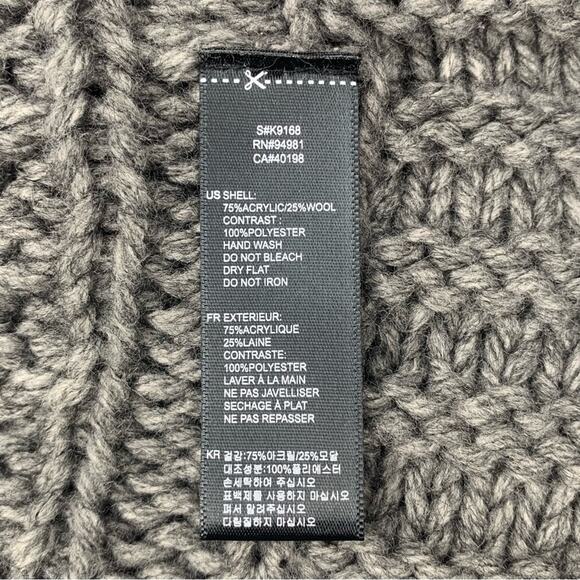 S#K9168
RN#94981
CA#40198
US SHELL:
75%ACRYLIC/25%WOOL
CONTRAST :
100%POLYESTER
HAND WASH
DO NOT BLEACH
DRY FLAT
DO NOT IRON
FR EXTERIEUR:
75%ACRYLIQUE
25%LAINE
CONTRASTE:
100%POLYESTER
LAVER À LA MAIN
NE PAS JAVELLISER
SECHAGE À PLAT
NE PAS REPASSER
KR 겉감:75%아크릴/25%모달
대조성분:100%폴리에스터
손세탁하여 주십시오
표백제를 사용하지 마십시오
펴서 말려주십시오
다림질하지 마십시오